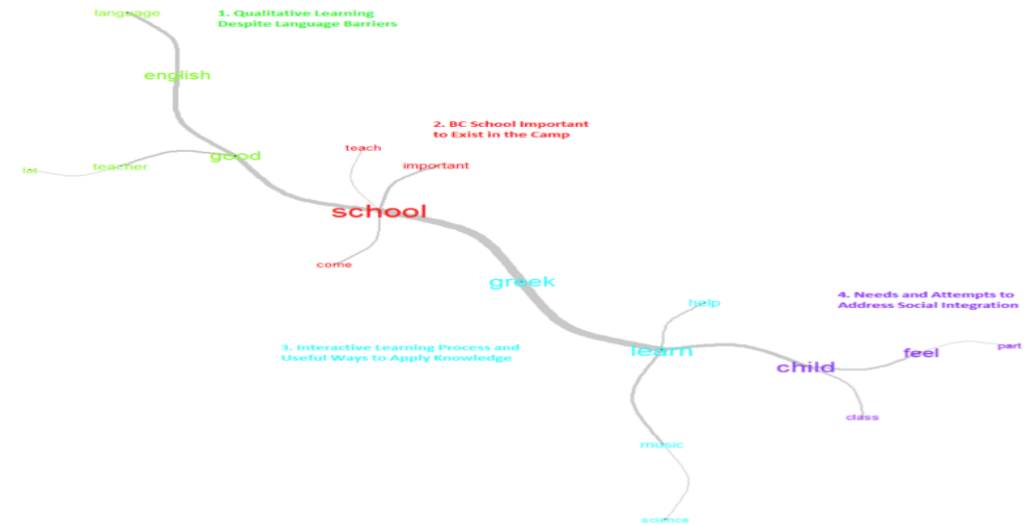 language
1. Qualitative Learning
Despite Language Barriers
english
good
teacher
lot
2. BC School Important
to Exist in the Camp
teach
important
school
come
greek
help
4. Needs and Attempts to
Address Social Integration
3. Interactive Learning Process and
Useful Ways to Apply Knowledge
learn
child
feel
part
class
music
science